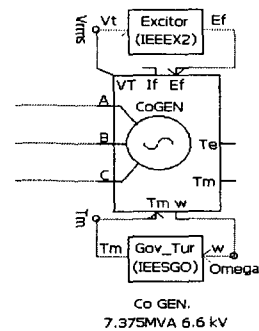 Vrms
Vt
Excitor
(IEEEX2)
Ef
VT If Ef
A
CoGEN
B
Te
C
Tm
Tm w
Tm
Tm
Gov_Tur
(IEESGO)
w
Omega
Co GEN.
7.375MVA 6.6 kV